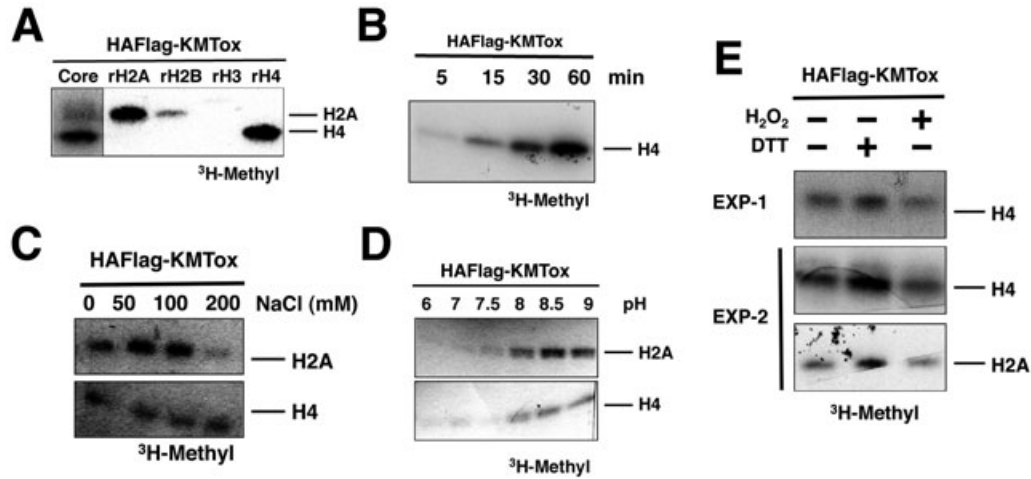 A
HAFlag-KMTox
Core rH2A rH2B rH3 rH4
H2A
H4
³H-Methyl
B
HAFlag-KMTox
5 15 30 60 min
H4
³H-Methyl
C
HAFlag-KMTox
0 50 100 200 NaCl (mM)
H2A
H4
³H-Methyl
D
HAFlag-KMTox
6 7 7.5 8 8.5 9 pH
H2A
H4
³H-Methyl
E
HAFlag-KMTox
H₂O₂ − − +
DTT − + −
EXP-1
H4
EXP-2
H4
H2A
³H-Methyl